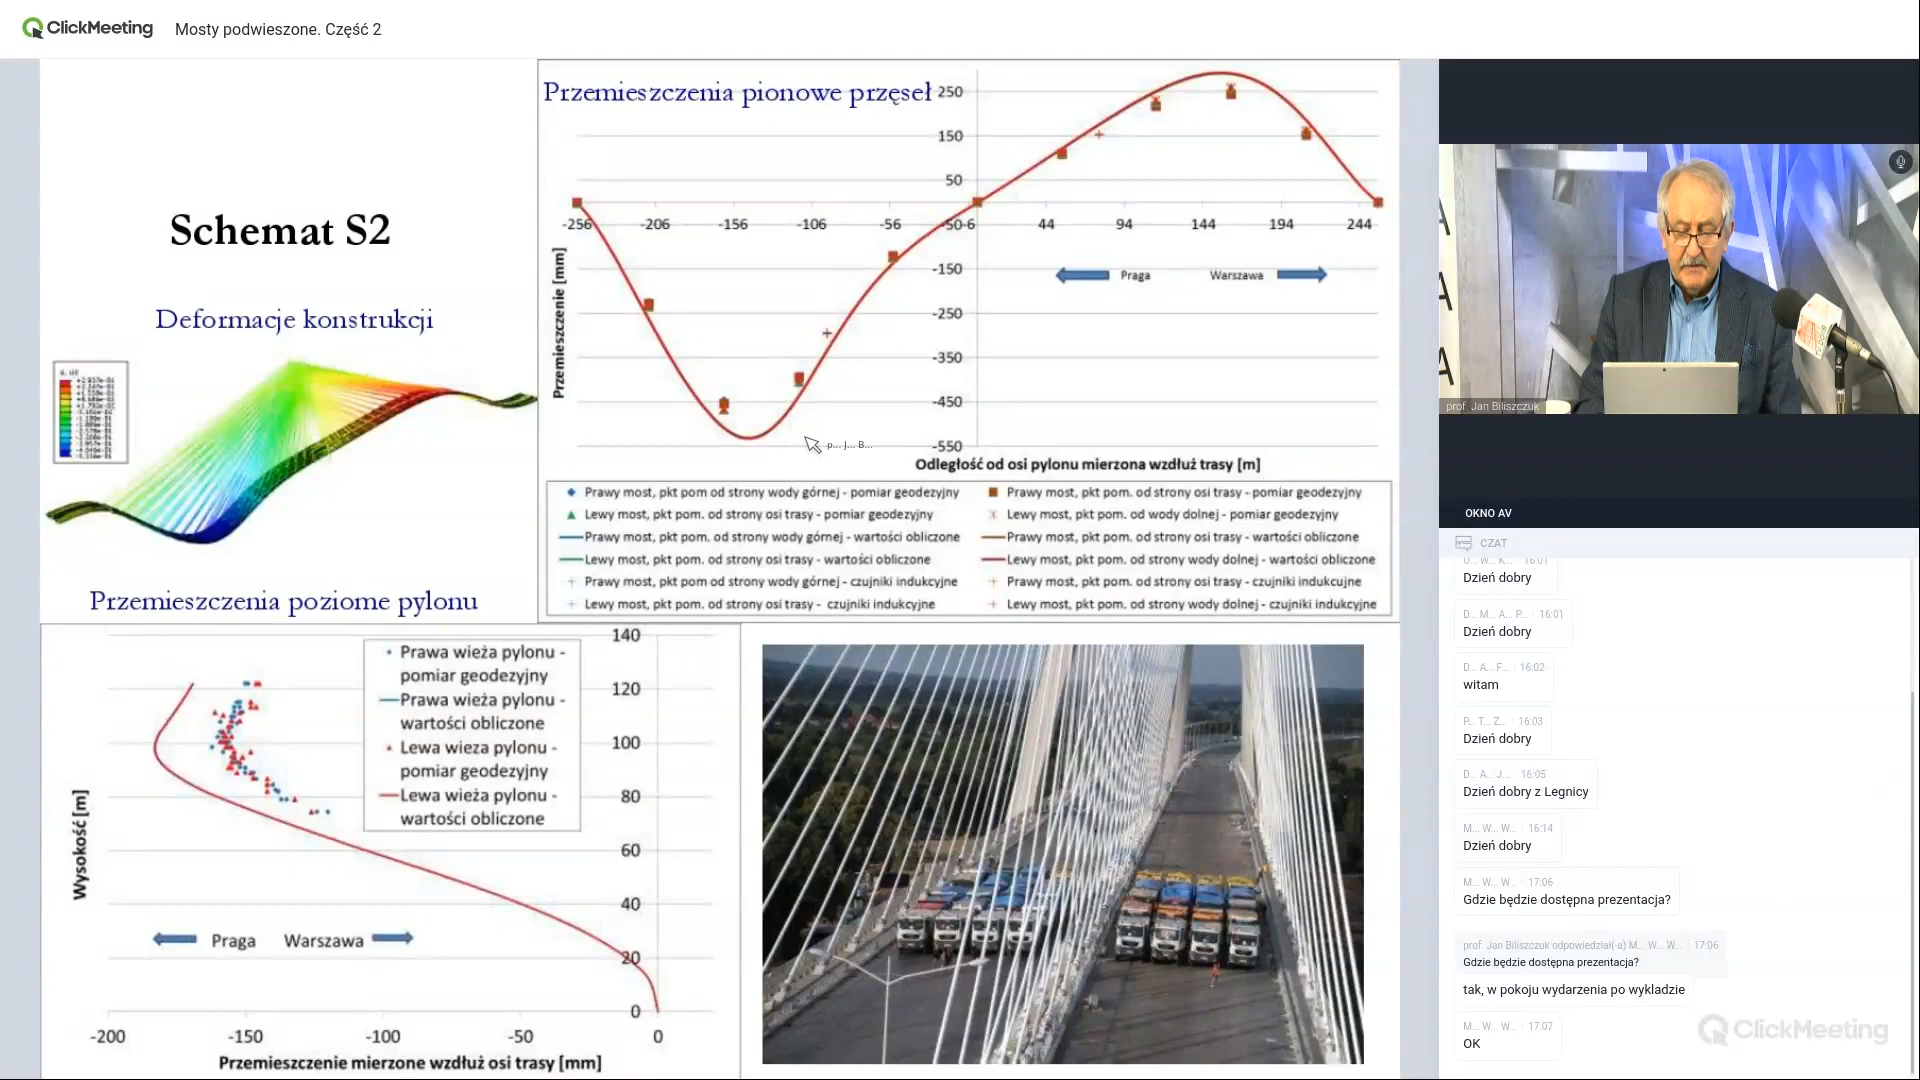 ClickMeeting
Mosty podwieszone. Część 2
Schemat S2
Deformacje konstrukcji
Przemieszczenia pionowe przęseł
250
150
50
-50
-150
-250
-350
-450
-550
-256
-206
-156
-106
-56
-6
44
94
144
194
244
Przemieszczenie [mm]
Praga
Warszawa
p... J... B...
Odległość od osi pylonu mierzona wzdłuż trasy [m]
Prawy most, pkt pom od strony wody górnej - pomiar geodezyjny
Prawy most, pkt pom. od strony osi trasy - pomiar geodezyjny
Lewy most, pkt pom. od strony osi trasy - pomiar geodezyjny
Lewy most, pkt pom. od wody dolnej - pomiar geodezyjny
Prawy most, pkt pom. od strony wody górnej - wartości obliczone
Prawy most, pkt pom. od strony osi trasy - wartości obliczone
Lewy most, pkt pom. od strony osi trasy - wartości obliczone
Lewy most, pkt pom. od strony wody dolnej - wartości obliczone
Prawy most, pkt pom od strony wody górnej - czujniki indukcyjne
Prawy most, pkt pom. od strony osi trasy - czujniki indukcujne
Lewy most, pkt pom. od strony osi trasy - czujniki indukcyjne
Lewy most, pkt pom. od strony wody dolnej - czujniki indukcyjne
Przemieszczenia poziome pylonu
140
120
100
80
60
40
20
0
Prawa wieża pylonu -
pomiar geodezyjny
Prawa wieża pylonu -
wartości obliczone
Lewa wieza pylonu -
pomiar geodezyjny
Lewa wieża pylonu -
wartości obliczone
Wysokość [m]
Praga
Warszawa
-200
-150
-100
-50
0
Przemieszczenie mierzone wzdłuż osi trasy [mm]
prof. Jan Biliszczuk
OKNO AV
CZAT
16:01
Dzień dobry
D... M... A... P... 16:01
Dzień dobry
D... A... F... 16:02
witam
P... T... Z... 16:03
Dzień dobry
D... A... J... 16:05
Dzień dobry z Legnicy
M... W... W... 16:14
Dzień dobry
M... W... W... 17:06
Gdzie będzie dostępna prezentacja?
prof. Jan Biliszczuk odpowiedział(-a) M... W... W... 17:06
Gdzie będzie dostępna prezentacja?
tak, w pokoju wydarzenia po wykladzie
M... W... W... 17:07
OK
ClickMeeting